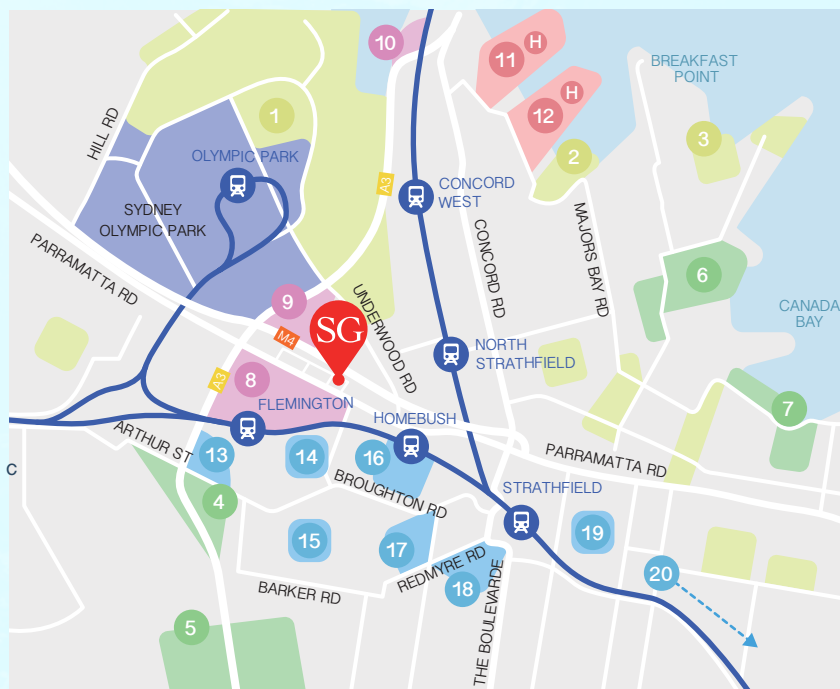 10
H
11
BREAKFAST
POINT
H
12
1
HILL RD
3
2
OLYMPIC PARK
A3
CONCORD
WEST
SYDNEY
OLYMPIC PARK
MAJORS BAY RD
CONCORD RD
PARRAMATTA RD
6
9
UNDERWOOD RD
CANADA
BAY
SG
M4
NORTH
STRATHFIELD
A3
8
FLEMINGTON
7
HOMEBUSH
ARTHUR ST
13
14
16
PARRAMATTA RD
C
BROUGHTON RD
STRATHFIELD
4
15
17
19
REDMYRE RD
20
BARKER RD
18
THE BOULEVARDE
5